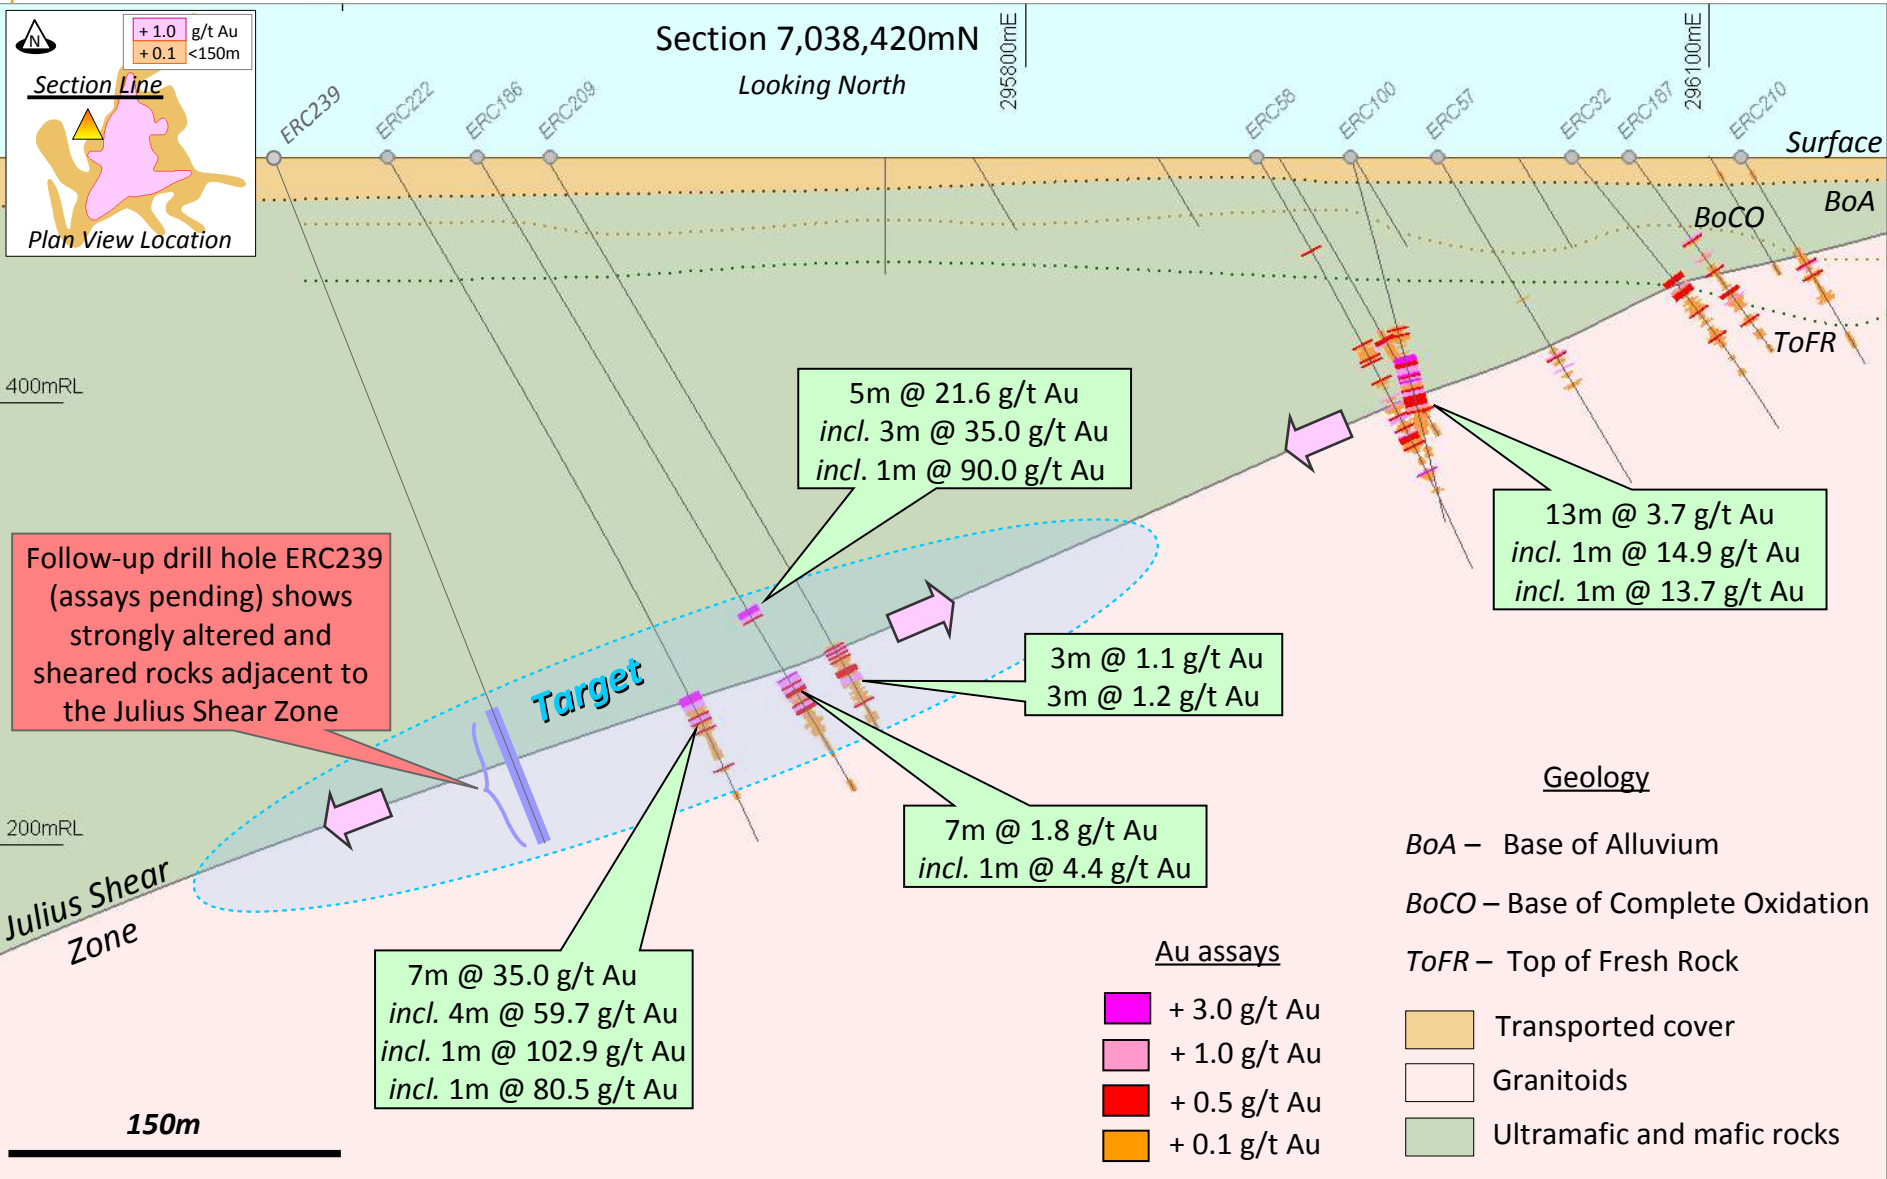 N
+ 1.0 g/t Au
+ 0.1 <150m
Section Line
Plan View Location
Section 7,038,420mN
Looking North
295800mE
296100mE
ERC239
ERC222
ERC186
ERC209
ERC58
ERC100
ERC57
ERC32
ERC187
ERC210
Surface
BoA
BoCO
ToFR
400mRL
200mRL
5m @ 21.6 g/t Au
incl. 3m @ 35.0 g/t Au
incl. 1m @ 90.0 g/t Au
13m @ 3.7 g/t Au
incl. 1m @ 14.9 g/t Au
incl. 1m @ 13.7 g/t Au
Follow-up drill hole ERC239
(assays pending) shows
strongly altered and
sheared rocks adjacent to
the Julius Shear Zone
Target
3m @ 1.1 g/t Au
3m @ 1.2 g/t Au
7m @ 1.8 g/t Au
incl. 1m @ 4.4 g/t Au
Julius Shear
Zone
7m @ 35.0 g/t Au
incl. 4m @ 59.7 g/t Au
incl. 1m @ 102.9 g/t Au
incl. 1m @ 80.5 g/t Au
150m
Au assays
+ 3.0 g/t Au
+ 1.0 g/t Au
+ 0.5 g/t Au
+ 0.1 g/t Au
Geology
BoA – Base of Alluvium
BoCO – Base of Complete Oxidation
ToFR – Top of Fresh Rock
Transported cover
Granitoids
Ultramafic and mafic rocks